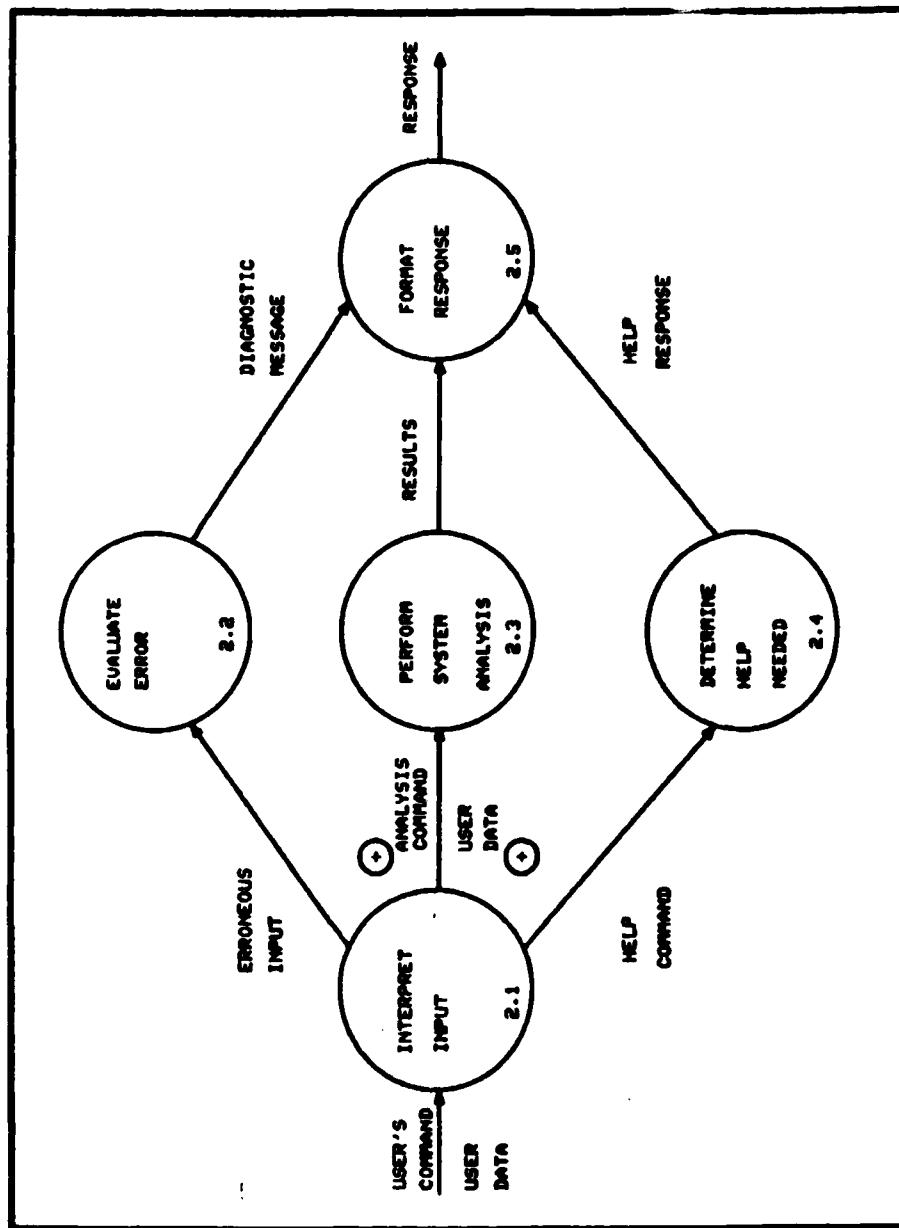 USER'S
COMMAND
USER
DATA
INTERPRET
INPUT
2.1
ERRONEOUS
INPUT
+
ANALYSIS
COMMAND
USER
DATA
+
HELP
COMMAND
EVALUATE
ERROR
2.2
PERFORM
SYSTEM
ANALYSIS
2.3
DETERMINE
HELP
NEEDED
2.4
DIAGNOSTIC
MESSAGE
RESULTS
HELP
RESPONSE
FORMAT
RESPONSE
2.5
RESPONSE